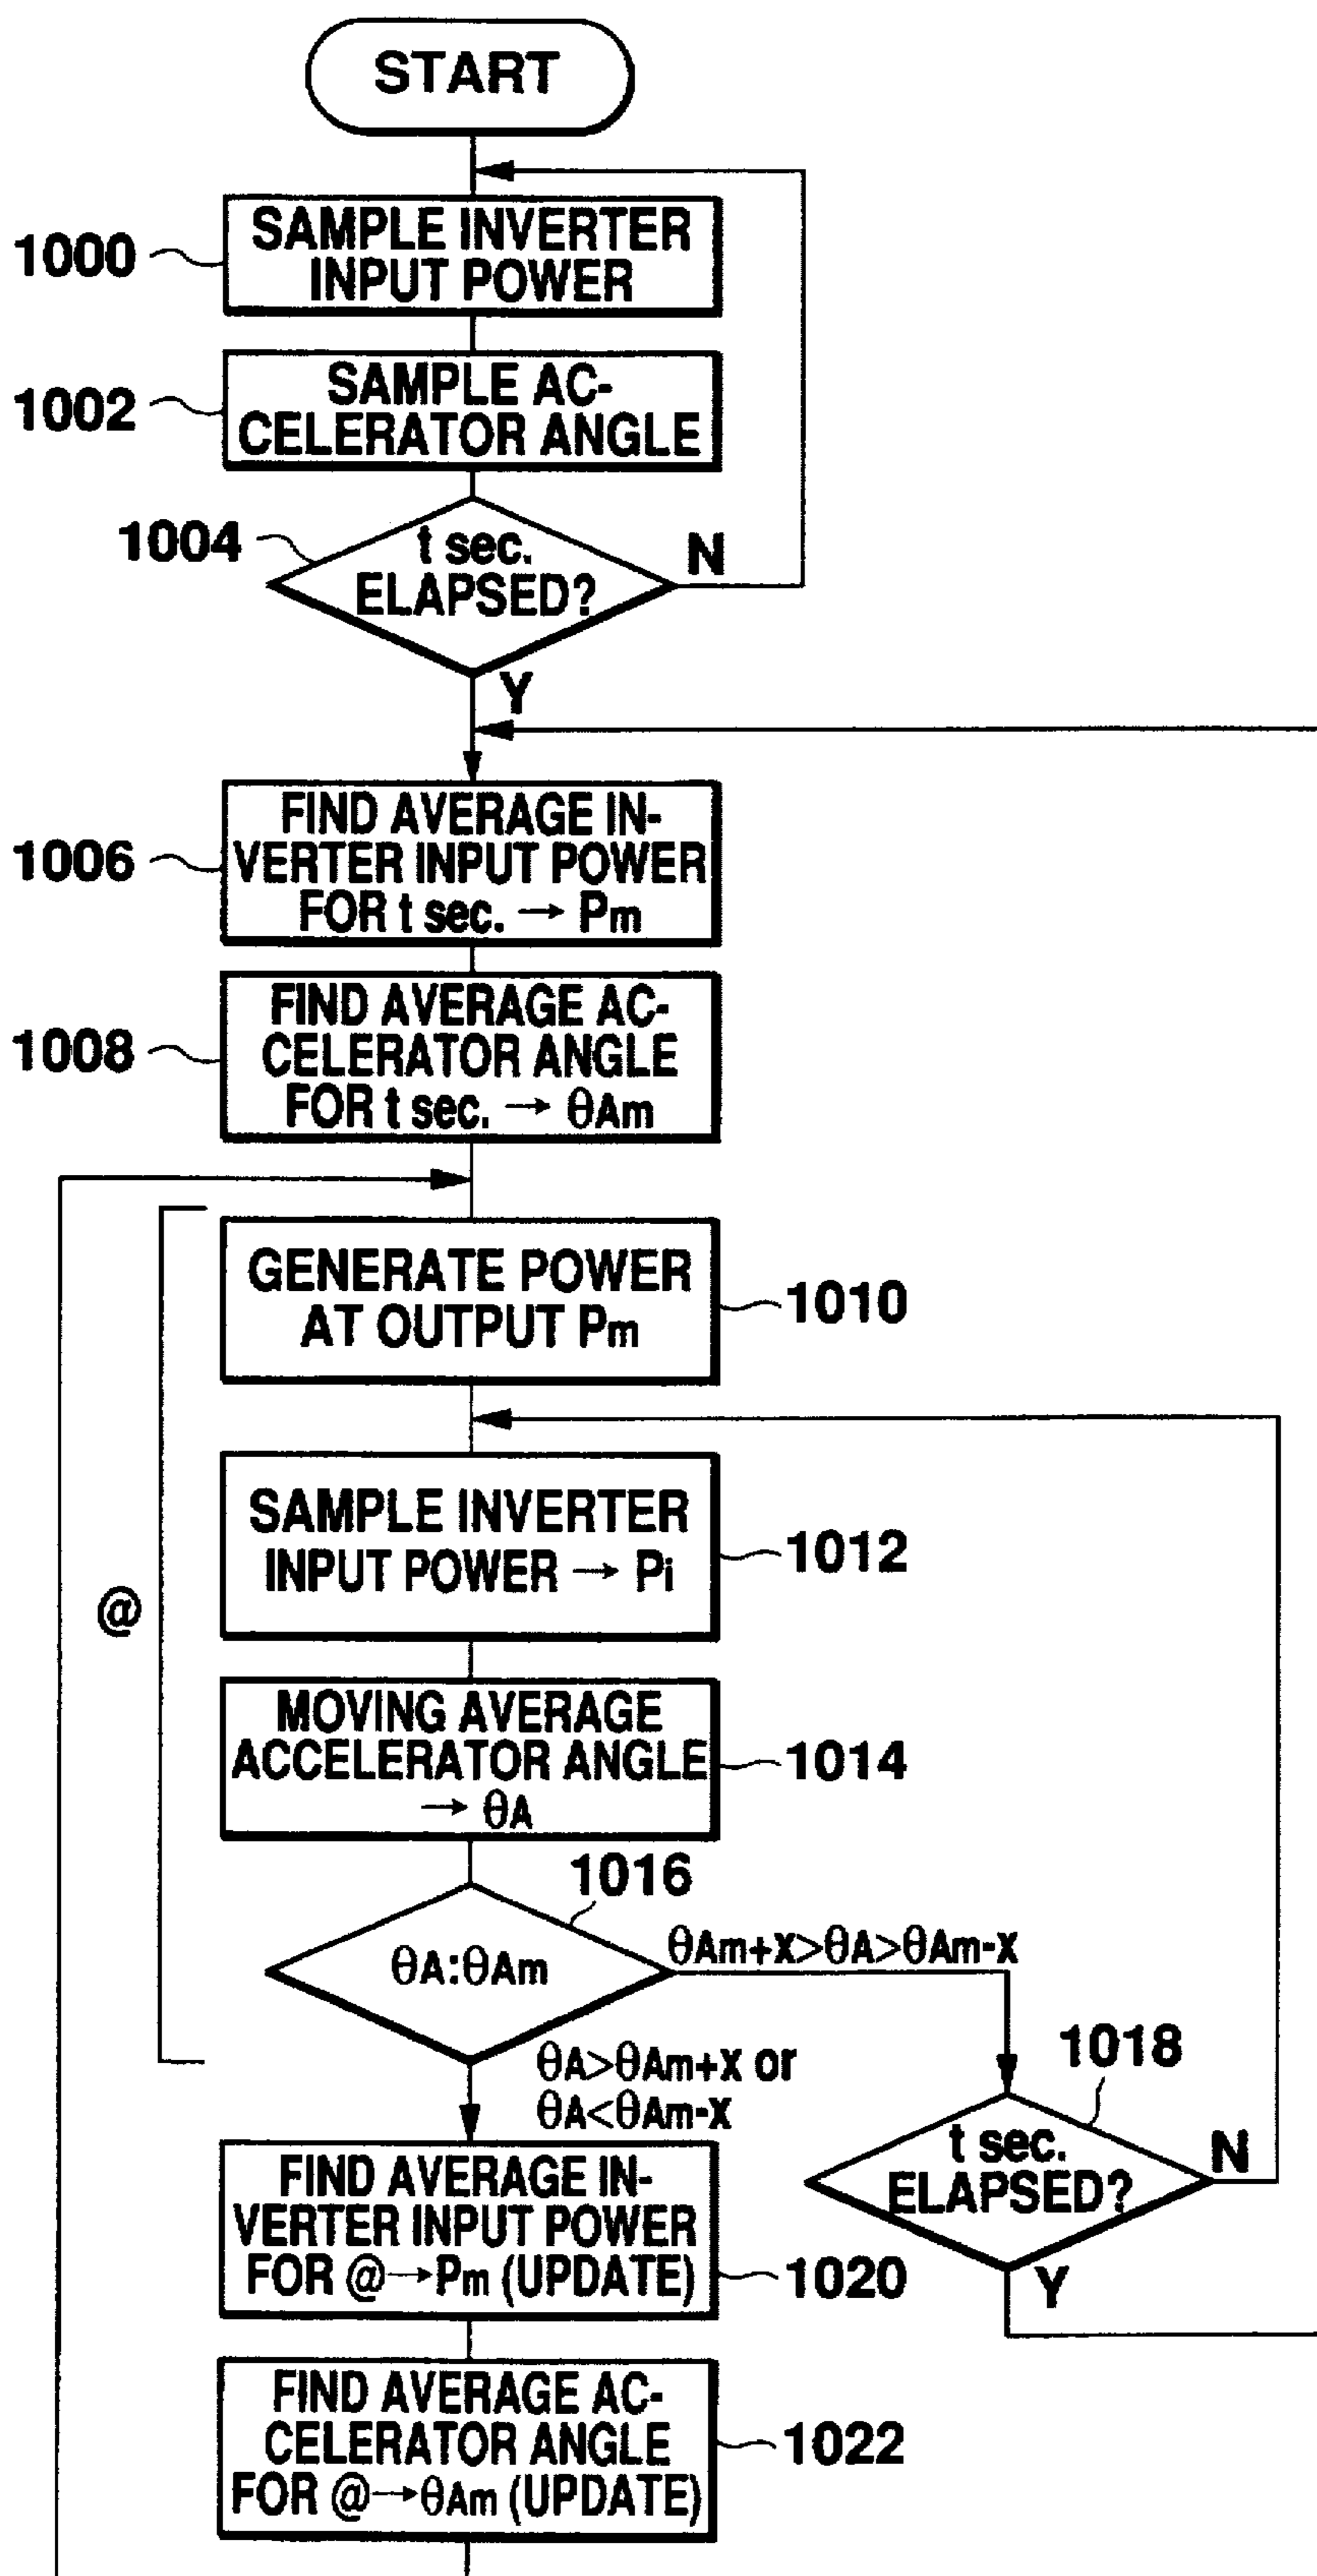 START
1000
SAMPLE INVERTER
INPUT POWER
1002
SAMPLE AC-
CELERATOR ANGLE
1004
t sec.
ELAPSED?
N
Y
1006
FIND AVERAGE IN-
VERTER INPUT POWER
FOR t sec. → Pm
1008
FIND AVERAGE AC-
CELERATOR ANGLE
FOR t sec. → θAm
GENERATE POWER
AT OUTPUT Pm
1010
SAMPLE INVERTER
INPUT POWER → Pi
1012
@
MOVING AVERAGE
ACCELERATOR ANGLE
→ θA
1014
1016
θA:θAm
θAm+x>θA>θAm-x
θA>θAm+x or
θA<θAm-x
1018
t sec.
ELAPSED?
N
Y
FIND AVERAGE IN-
VERTER INPUT POWER
FOR @→Pm (UPDATE)
1020
FIND AVERAGE AC-
CELERATOR ANGLE
FOR @→θAm (UPDATE)
1022